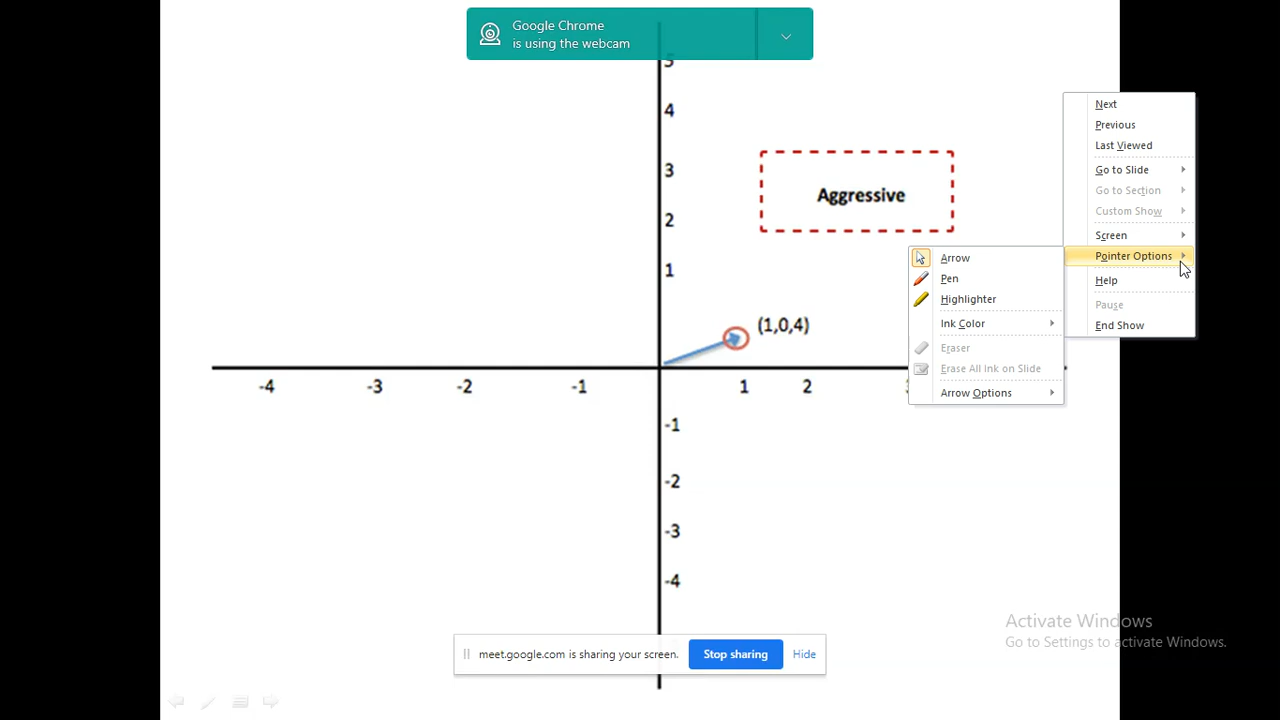 Google Chrome
is using the webcam
5
4
3
2
1
Aggressive
(1,0,4)
-4 -3 -2 -1 1 2
-1
-2
-3
-4
Next
Previous
Last Viewed
Go to Slide
Go to Section
Custom Show
Screen
Pointer Options
Help
Pause
End Show
Arrow
Pen
Highlighter
Ink Color
Eraser
Erase All Ink on Slide
Arrow Options
Activate Windows
Go to Settings to activate Windows.
meet.google.com is sharing your screen. Stop sharing Hide